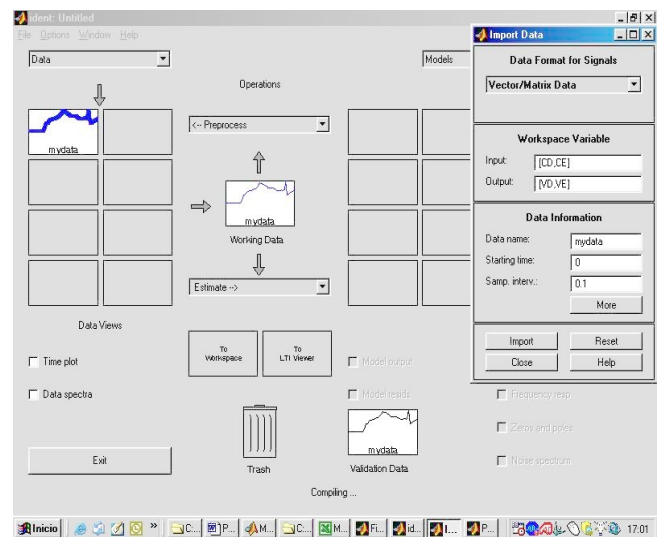 ident: Untitled
File Options Window Help
Data
Models
Operations
<-- Preprocess
mydata
mydata
Working Data
Estimate -->
Data Views
Time plot
Data spectra
To Workspace
To LTI Viewer
Model output
Model resids
Frequency resp
Zeros and poles
Noise spectrum
Exit
Trash
mydata
Validation Data
Compiling ...
Import Data
Data Format for Signals
Vector/Matrix Data
Workspace Variable
Input: [CD,CE]
Output: [VD,VE]
Data Information
Data name: mydata
Starting time: 0
Samp. interv.: 0.1
More
Import Reset
Close Help
Inicio » C... P... M... C... M... Fi... id... I... P... 17:01